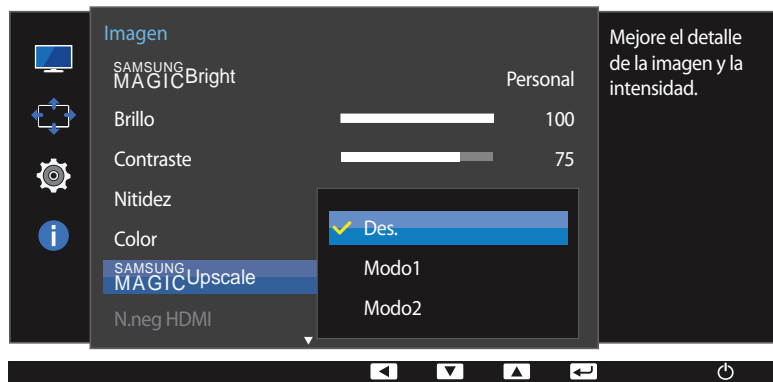 Imagen
SAMSUNG
MAGICBright Personal
Brillo 100
Contraste 75
Nitidez
Color
SAMSUNG
MAGICUpscale
N.neg HDMI
Des.
Modo1
Modo2
Mejore el detalle
de la imagen y la
intensidad.